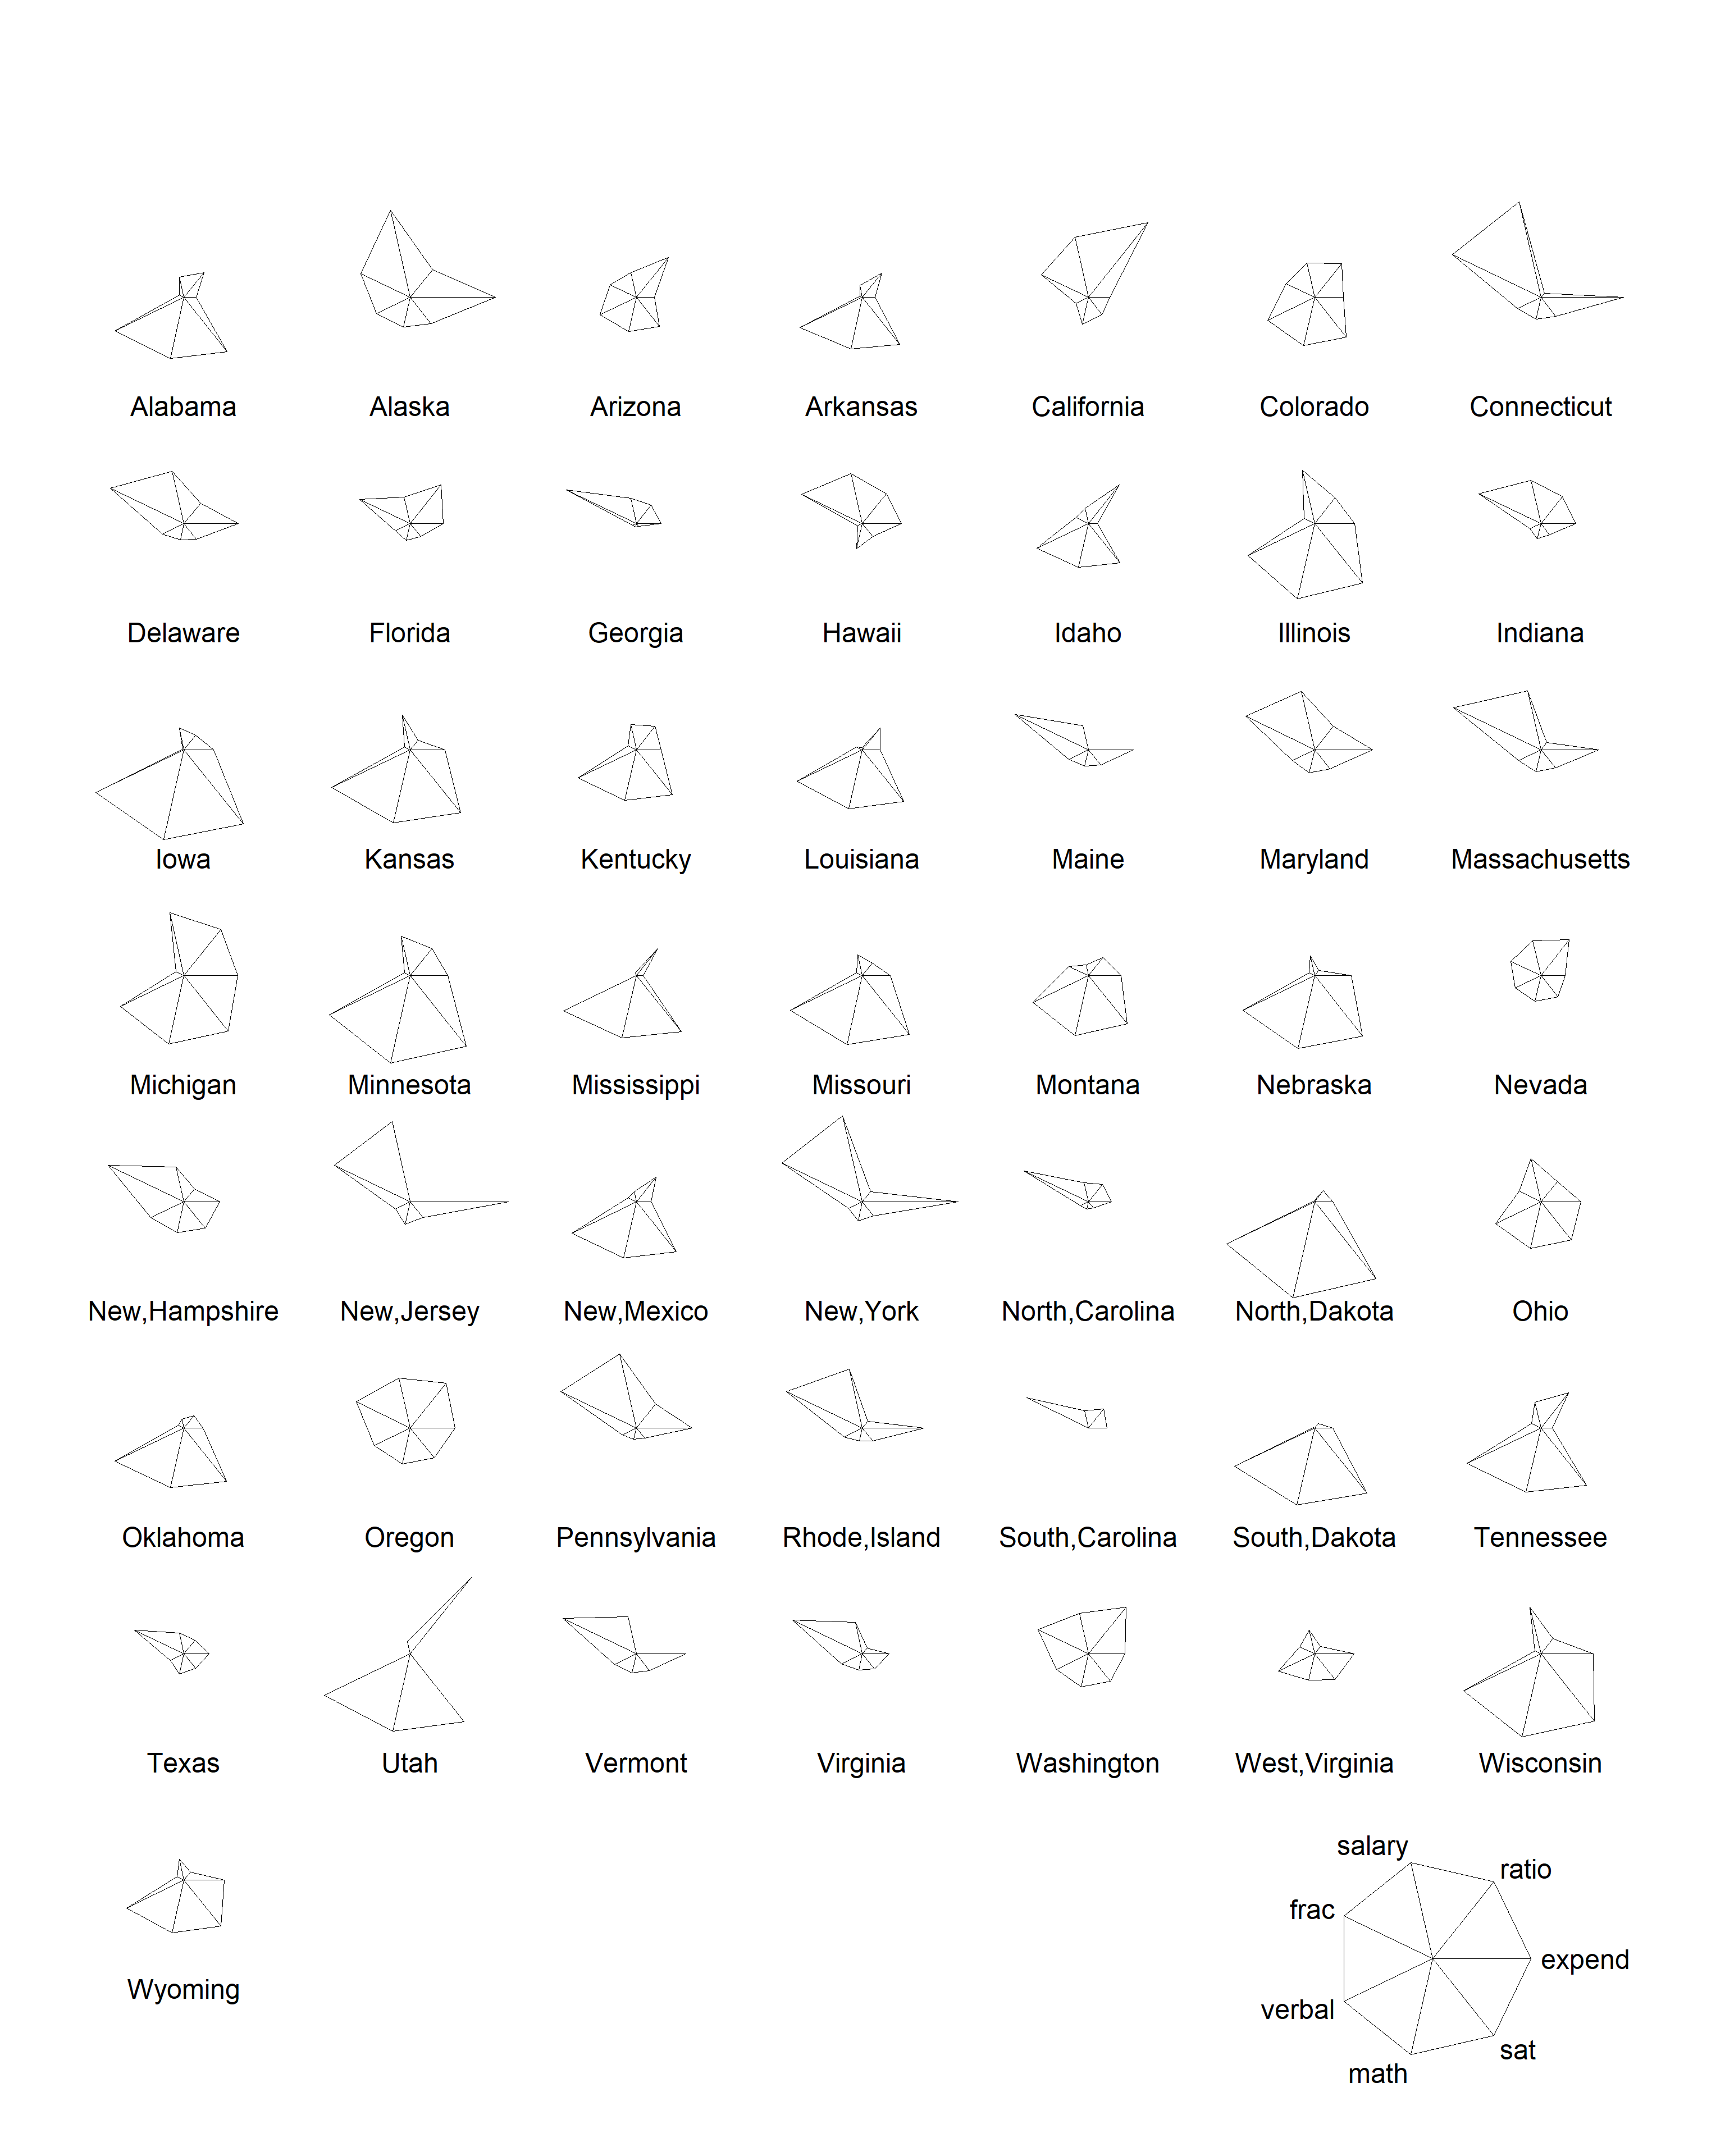 Alabama Alaska Arizona Arkansas California Colorado Connecticut
Delaware Florida Georgia Hawaii Idaho Illinois Indiana
Iowa Kansas Kentucky Louisiana Maine Maryland Massachusetts
Michigan Minnesota Mississippi Missouri Montana Nebraska Nevada
New,Hampshire New,Jersey New,Mexico New,York North,Carolina North,Dakota Ohio
Oklahoma Oregon Pennsylvania Rhode,Island South,Carolina South,Dakota Tennessee
Texas Utah Vermont Virginia Washington West,Virginia Wisconsin
Wyoming
salary
ratio
frac
expend
verbal
sat
math